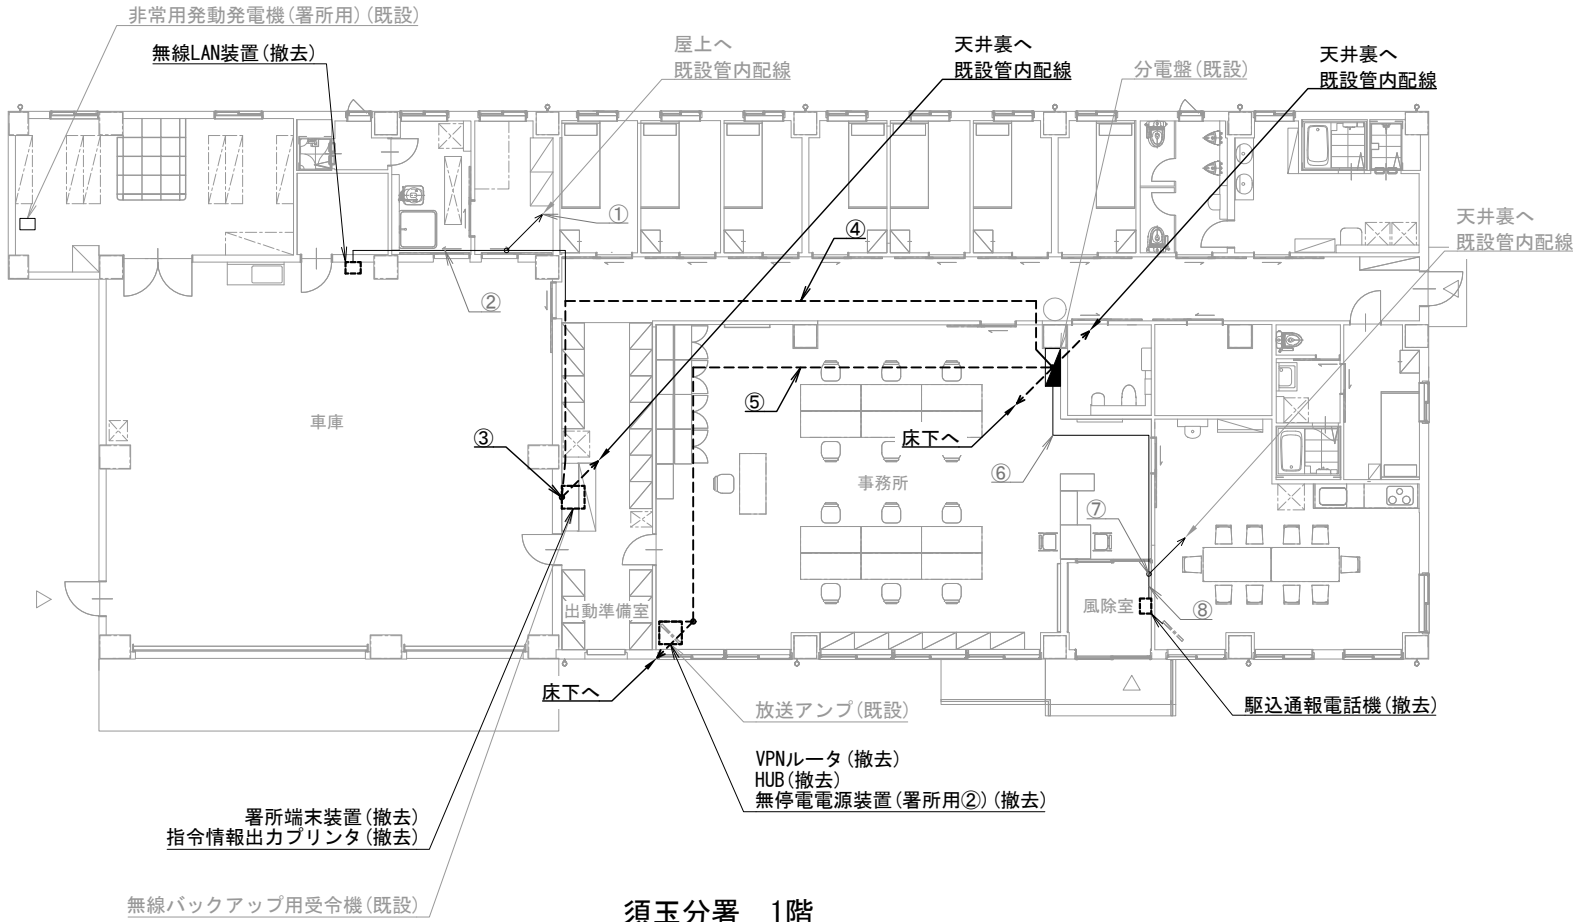 非常用発動発電機(署所用)(既設)
無線LAN装置(撤去)
屋上へ
既設管内配線
天井裏へ
既設管内配線
分電盤(既設)
天井裏へ
既設管内配線
天井裏へ
既設管内配線
①
④
②
⑤
車庫
③
床下へ
⑥
事務所
⑦
出動準備室
風除室
⑧
床下へ
放送アンプ(既設)
駆込通報電話機(撤去)
VPNルータ(撤去)
HUB(撤去)
無停電電源装置(署所用②)(撤去)
署所端末装置(撤去)
指令情報出力プリンタ(撤去)
無線バックアップ用受令機(既設)
須玉分署 1階